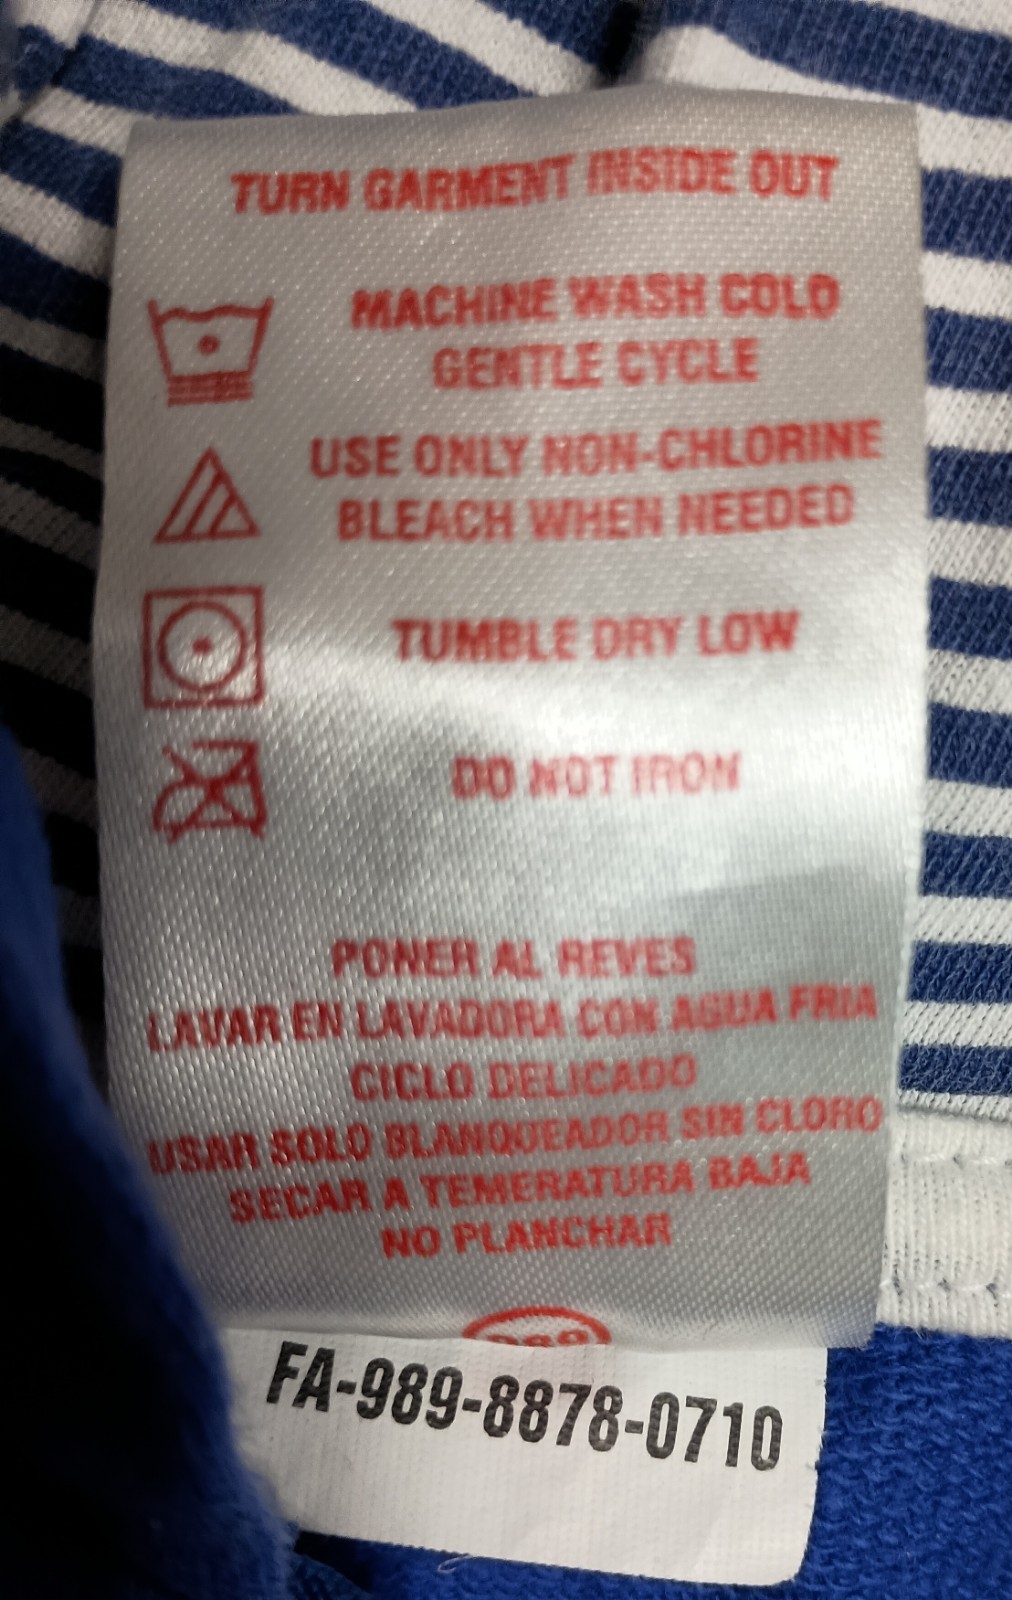 TURN GARMENT INSIDE OUT
MACHINE WASH COLD
GENTLE CYCLE
USE ONLY NON-CHLORINE
BLEACH WHEN NEEDED
TUMBLE DRY LOW
DO NOT IRON
PONER AL REVES
LAVAR EN LAVADORA CON AGUA FRIA
CICLO DELICADO
USAR SOLO BLANQUEADOR SIN CLORO
SECAR A TEMERATURA BAJA
NO PLANCHAR
FA-989-8878-0710